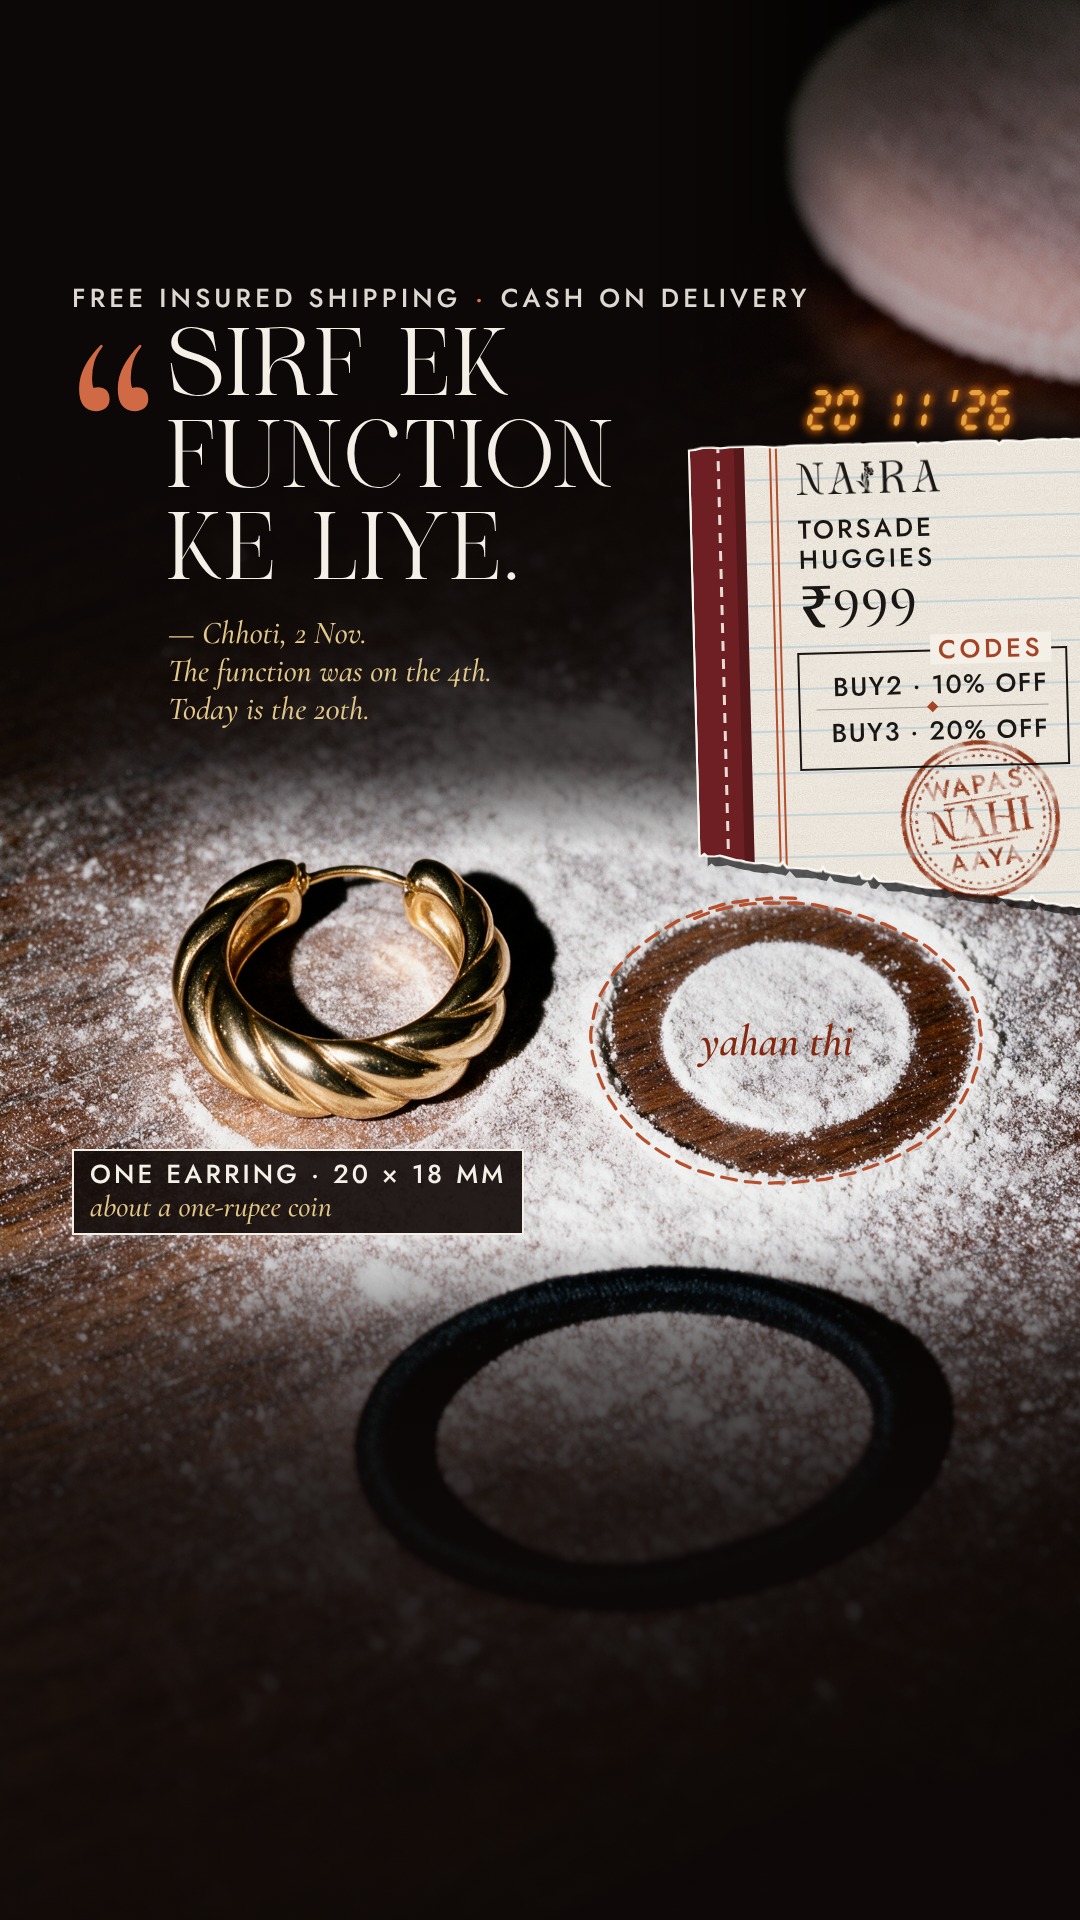 FREE INSURED SHIPPING · CASH ON DELIVERY
“SIRF EK
FUNCTION
KE LIYE.
— Chhoti, 2 Nov.
The function was on the 4th.
Today is the 20th.
20 11 '26
NAIRA
TORSADE
HUGGIES
₹999
CODES
BUY2 · 10% OFF
BUY3 · 20% OFF
WAPAS
NAHI
AAYA
yahan thi
ONE EARRING · 20 × 18 MM
about a one-rupee coin